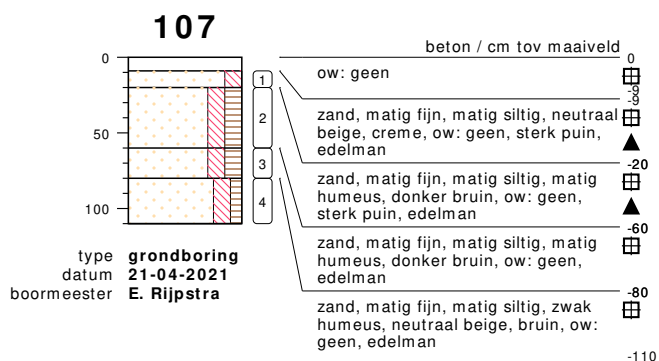 107
beton / cm tov maaiveld
0
50
100
1
2
3
4
0
ow: geen
-9
-9
zand, matig fijn, matig siltig, neutraal
beige, creme, ow: geen, sterk puin,
edelman
-20
zand, matig fijn, matig siltig, matig
humeus, donker bruin, ow: geen,
sterk puin, edelman
-60
zand, matig fijn, matig siltig, matig
humeus, donker bruin, ow: geen,
edelman
-80
zand, matig fijn, matig siltig, zwak
humeus, neutraal beige, bruin, ow:
geen, edelman
-110
type grondboring
datum 21-04-2021
boormeester E. Rijpstra